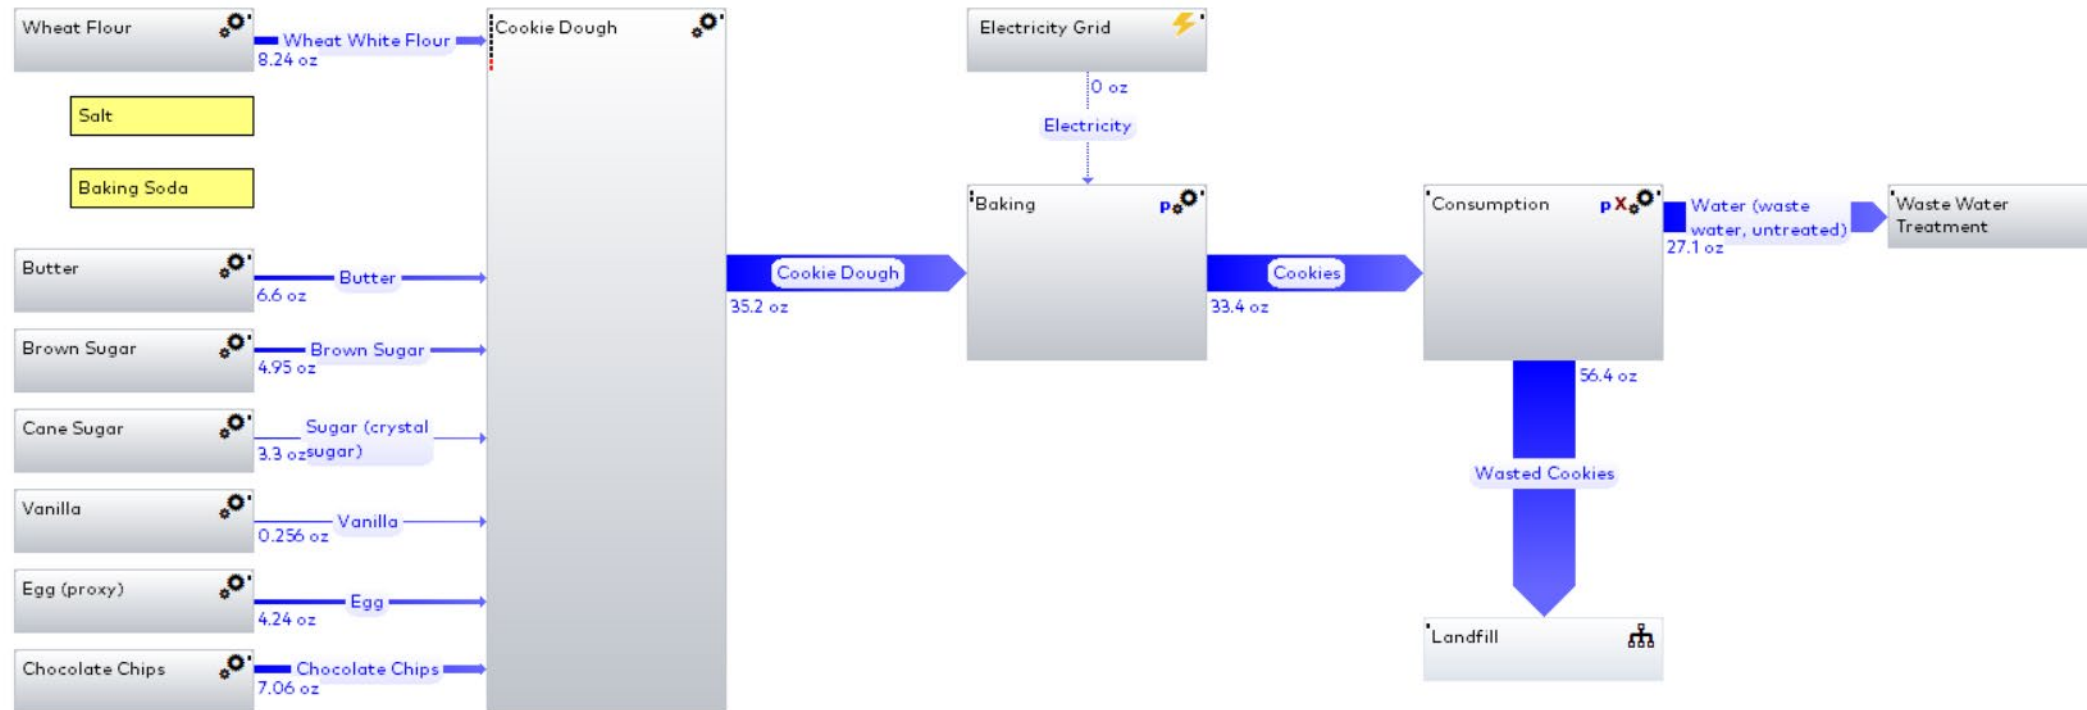 Wheat Flour
Wheat White Flour
8.24 oz
Cookie Dough
Electricity Grid
0 oz
Electricity
Salt
Baking Soda
Butter
Butter
6.6 oz
Brown Sugar
Brown Sugar
4.95 oz
Cane Sugar
Sugar (crystal
sugar)
3.3 oz
Vanilla
Vanilla
0.256 oz
Egg (proxy)
Egg
4.24 oz
Chocolate Chips
Chocolate Chips
7.06 oz
Cookie Dough
35.2 oz
Baking
p
Cookies
33.4 oz
Consumption
p X
Water (waste
water, untreated)
27.1 oz
Waste Water
Treatment
56.4 oz
Wasted Cookies
Landfill